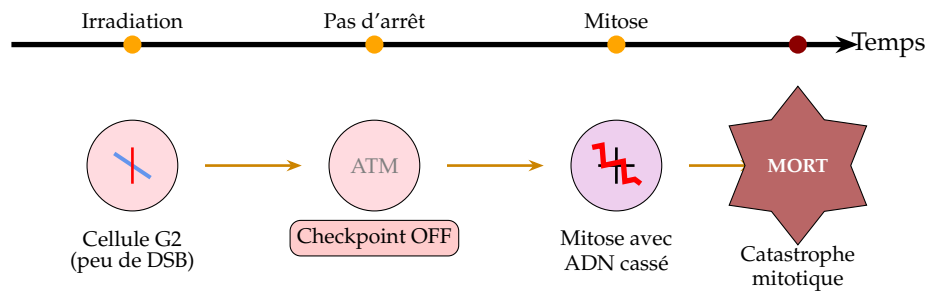 Irradiation
Pas d’arrêt
Mitose
Temps
ATM
MORT
Cellule G2
(peu de DSB)
Checkpoint OFF
Mitose avec
ADN cassé
Catastrophe
mitotique